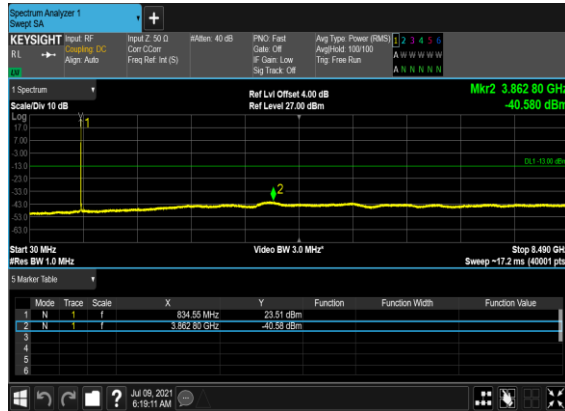 Spectrum Analyzer 1
Swept SA
+
KEYSIGHT Input: RF Input Z: 50 Ω #Atten: 40 dB PNO: Fast Avg Type: Power (RMS) 1 2 3 4 5 6
RL Coupling: DC Corr CCorr Gate: Off Avg|Hold: 100/100 A W W W W W
Align: Auto Freq Ref: Int (S) IF Gain: Low Trig: Free Run
Sig Track: Off A N N N N N
1 Spectrum Ref Lvl Offset 4.00 dB Mkr2 3.862 80 GHz
Scale/Div 10 dB Ref Level 27.00 dBm -40.580 dBm
Log
17.0
1
7.00
-3.00
-13.0
DL1 -13.00 dBm
-23.0
-33.0
2
-43.0
-53.0
-63.0
Start 30 MHz Video BW 3.0 MHz* Stop 8.490 GHz
#Res BW 1.0 MHz Sweep ~17.2 ms (40001 pts)
5 Marker Table
Mode Trace Scale X Y Function Function Width Function Value
1 N 1 f 834.55 MHz 23.51 dBm
2 N 1 f 3.862 80 GHz -40.58 dBm
3
4
5
6
? Jul 09, 2021
6:19:11 AM